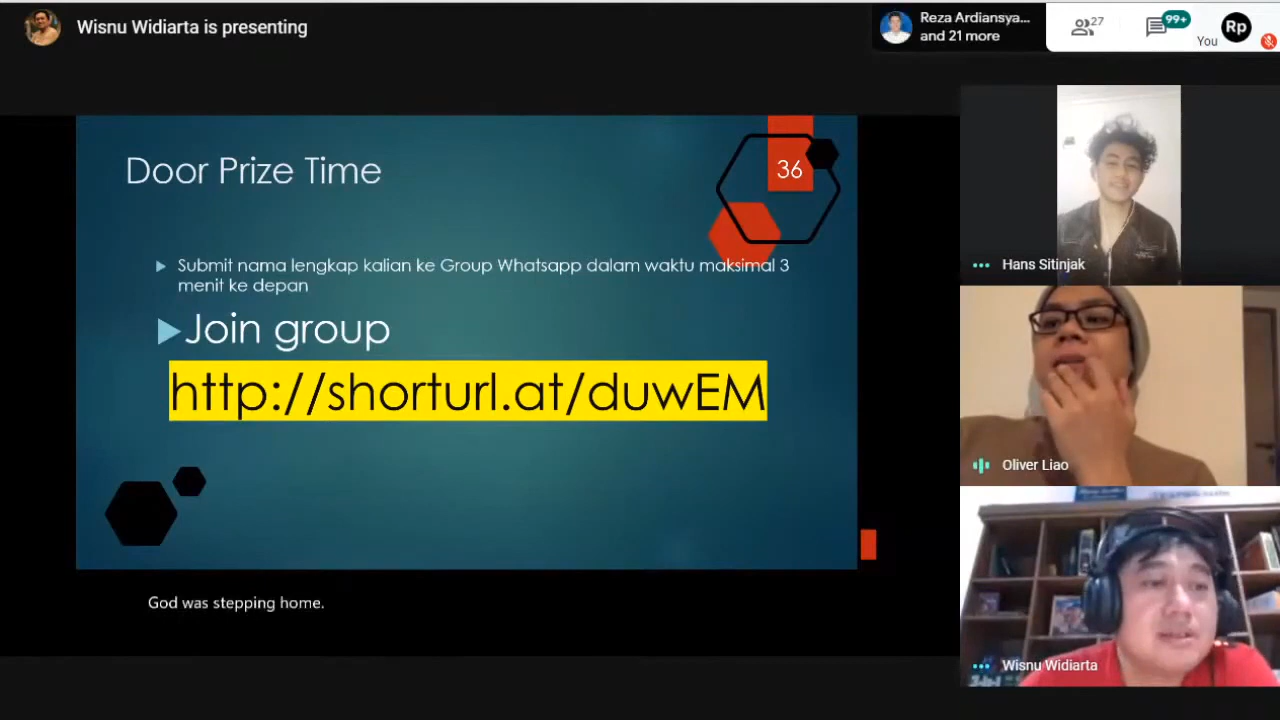 Wisnu Widiarta is presenting
Reza Ardiansya...
and 21 more
27
99+
You
Rp
Door Prize Time
36
Submit nama lengkap kalian ke Group Whatsapp dalam waktu maksimal 3
menit ke depan
Join group
http://shorturl.at/duwEM
God was stepping home.
Hans Sitinjak
Oliver Liao
Wisnu Widiarta